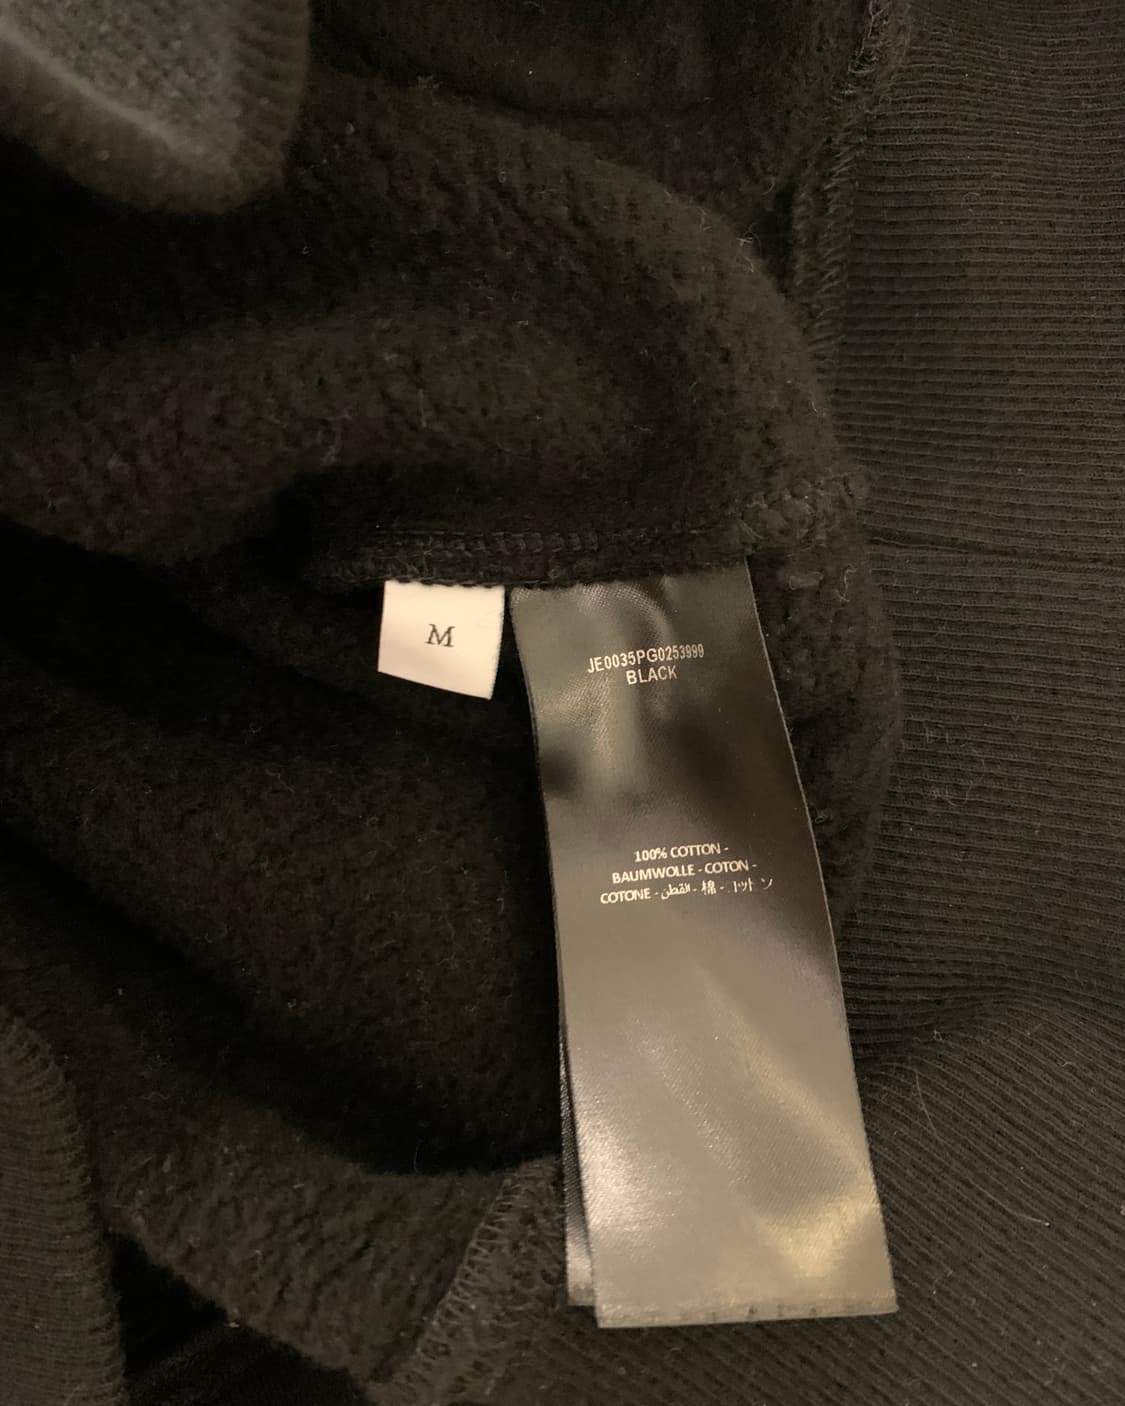 M
JE0035PG0253999
BLACK
100% COTTON -
BAUMWOLLE - COTON -
COTONE - القطن - 棉 - コットン